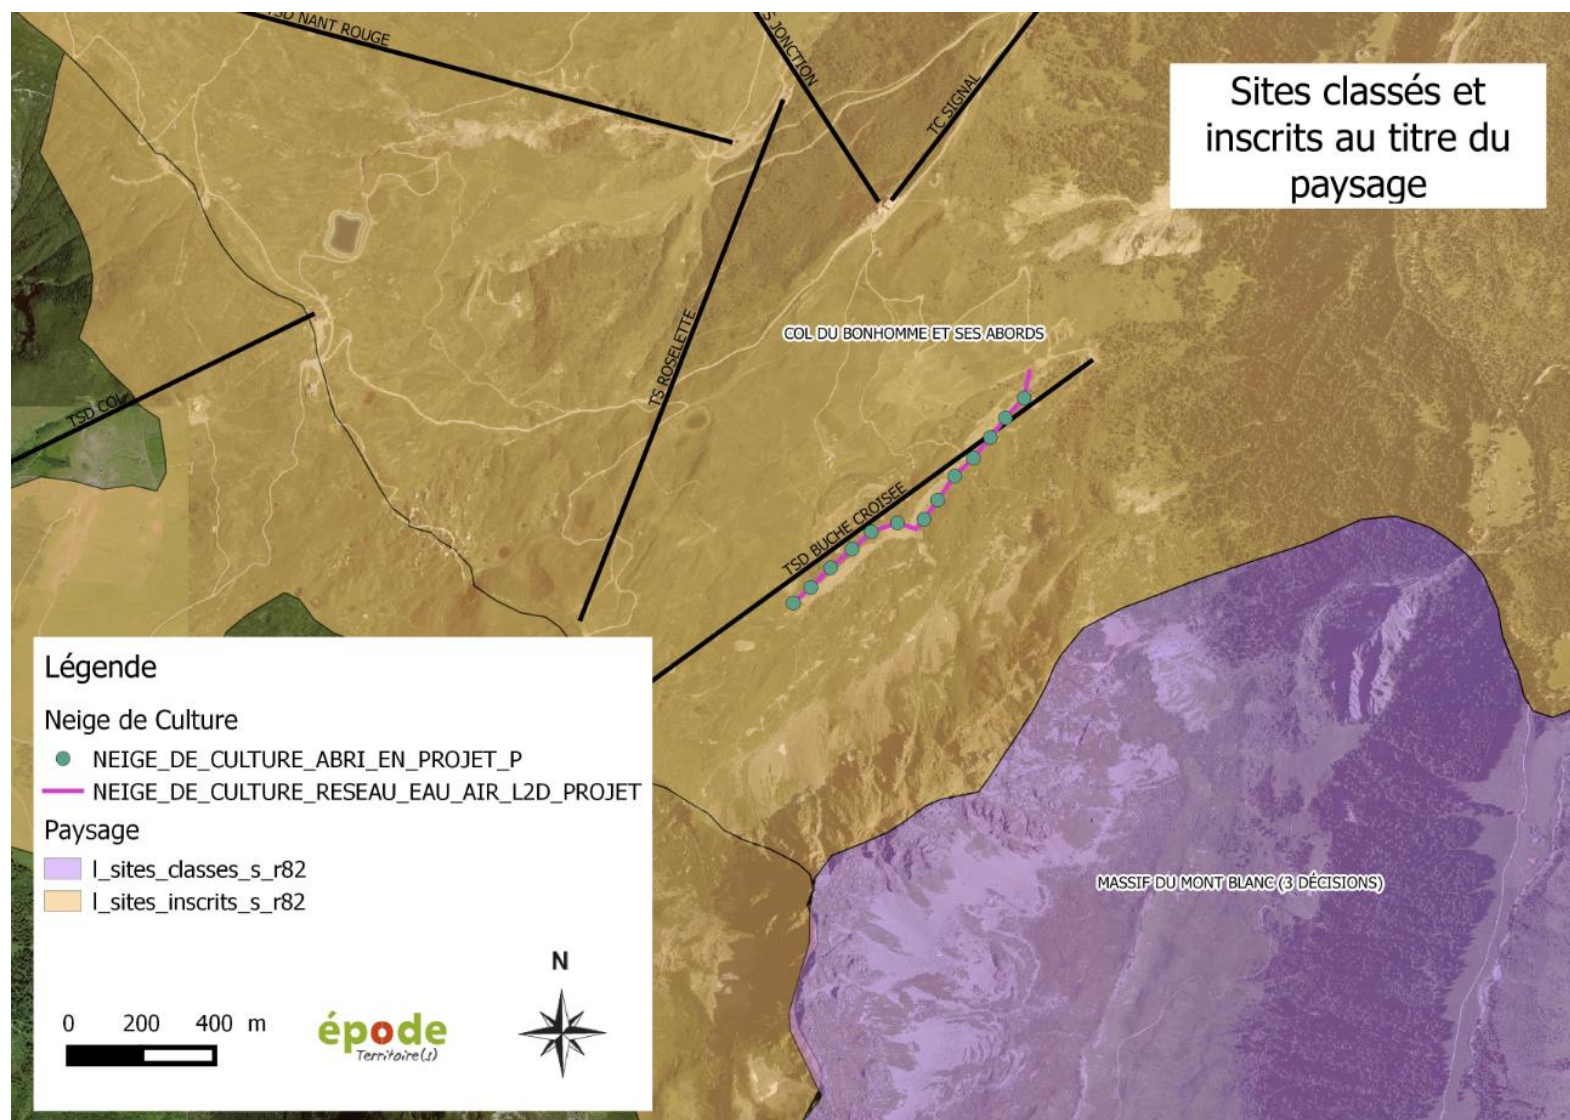 TSD NANT ROUGE
S JONCTION
TC SIGNAL
Sites classés et
inscrits au titre du
paysage
COL DU BONHOMME ET SES ABORDS
TS ROSELETTE
TSD COL
TSD BUCHE CROISEE
Légende
Neige de Culture
NEIGE_DE_CULTURE_ABRI_EN_PROJET_P
NEIGE_DE_CULTURE_RESEAU_EAU_AIR_L2D_PROJET
Paysage
l_sites_classes_s_r82
l_sites_inscrits_s_r82
MASSIF DU MONT BLANC (3 DÉCISIONS)
N
0 200 400 m
épode
Territoire(s)